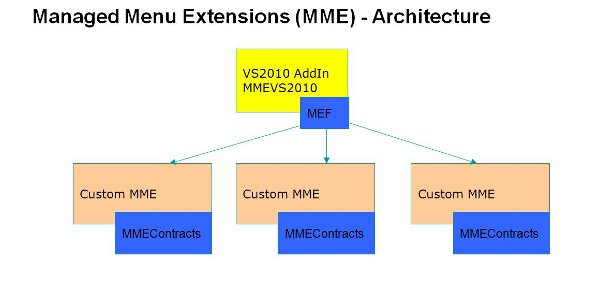 Managed Menu Extensions (MME) - Architecture
VS2010 AddIn
MMEVS2010
MEF
Custom MME
Custom MME
Custom MME
MMEContracts
MMEContracts
MMEContracts